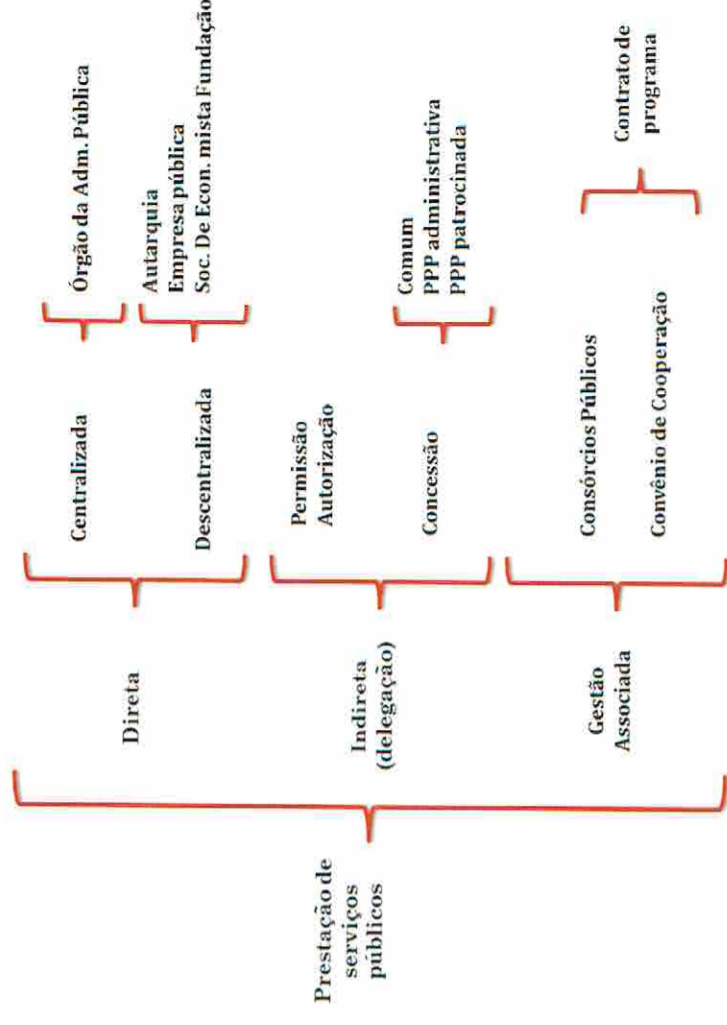 Prestação de
serviços
públicos
Direta
Centralizada
Órgão da Adm. Pública
Descentralizada
Autarquia
Empresa pública
Soc. De Econ. mista Fundação
Indireta
(delegação)
Permissão
Autorização
Concessão
Comum
PPP administrativa
PPP patrocinada
Gestão
Associada
Consórcios Públicos
Convênio de Cooperação
Contrato de
programa